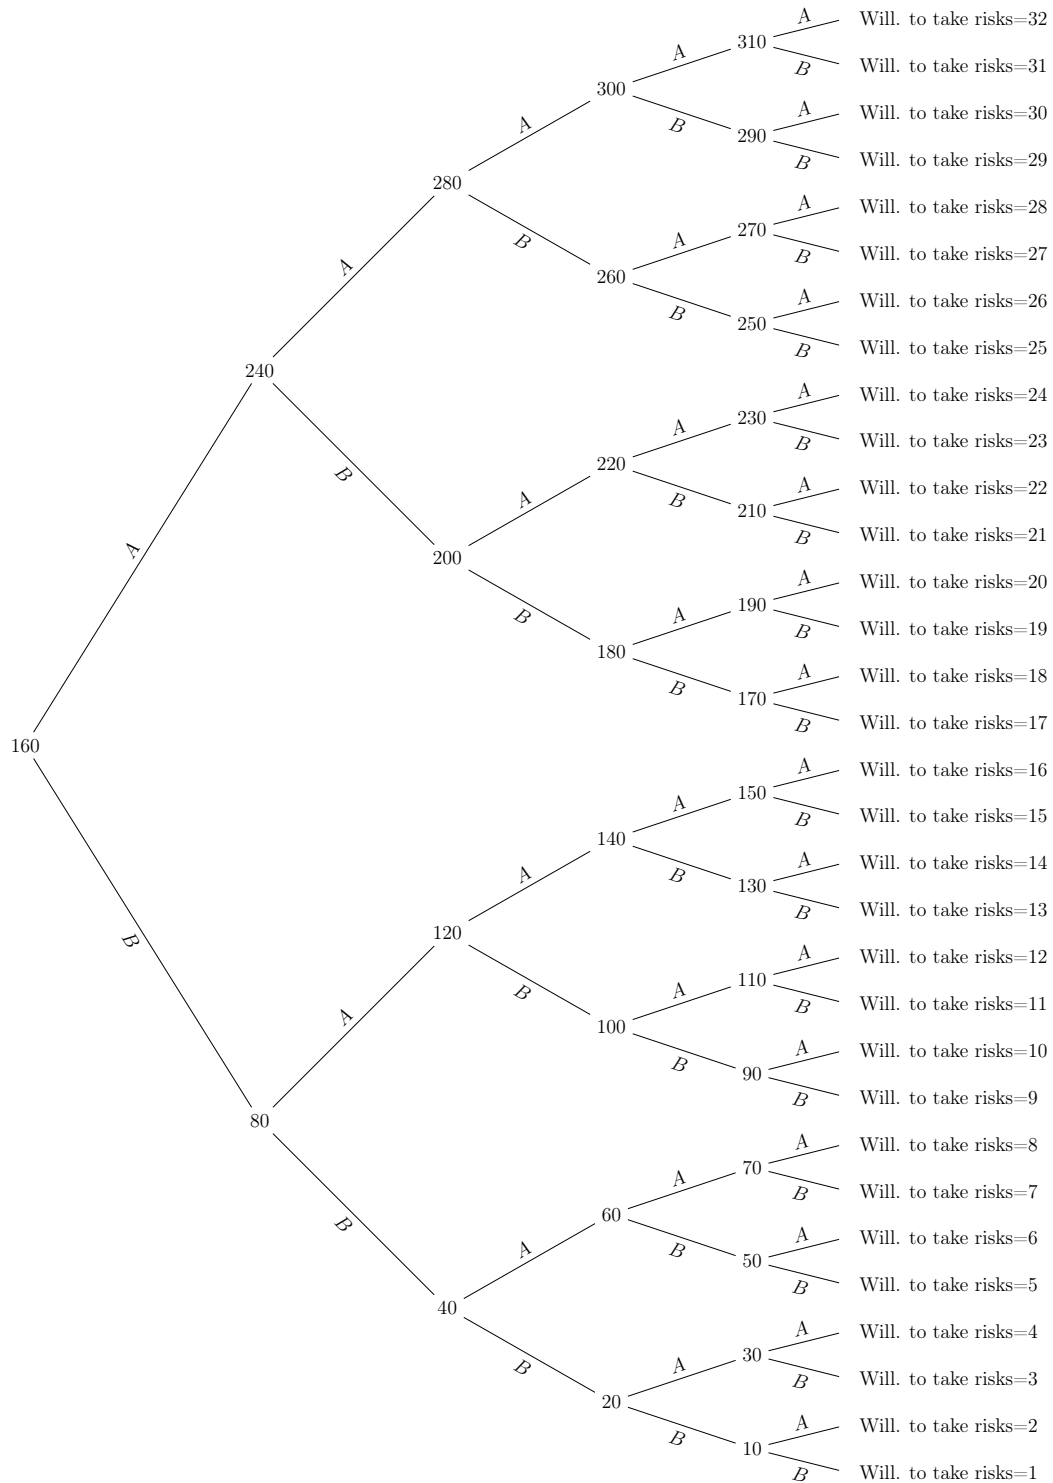 A Will. to take risks=32
310
B Will. to take risks=31
A
300
A Will. to take risks=30
B 290
B Will. to take risks=29
A
280
A Will. to take risks=28
270
B Will. to take risks=27
B A
260
A Will. to take risks=26
B 250
B Will. to take risks=25
A
240
A Will. to take risks=24
230
B Will. to take risks=23
A
220
A Will. to take risks=22
B 210
B Will. to take risks=21
B A
200
A Will. to take risks=20
190
B Will. to take risks=19
B A
180
A Will. to take risks=18
B 170
B Will. to take risks=17
A
160
A Will. to take risks=16
150
B Will. to take risks=15
A
140
A Will. to take risks=14
B 130
B Will. to take risks=13
A
120
A Will. to take risks=12
110
B Will. to take risks=11
B A
100
A Will. to take risks=10
B 90
B Will. to take risks=9
B
80
A Will. to take risks=8
70
B Will. to take risks=7
A
60
A Will. to take risks=6
B 50
B Will. to take risks=5
B A
40
A Will. to take risks=4
30
B Will. to take risks=3
B A
20
A Will. to take risks=2
B 10
B Will. to take risks=1